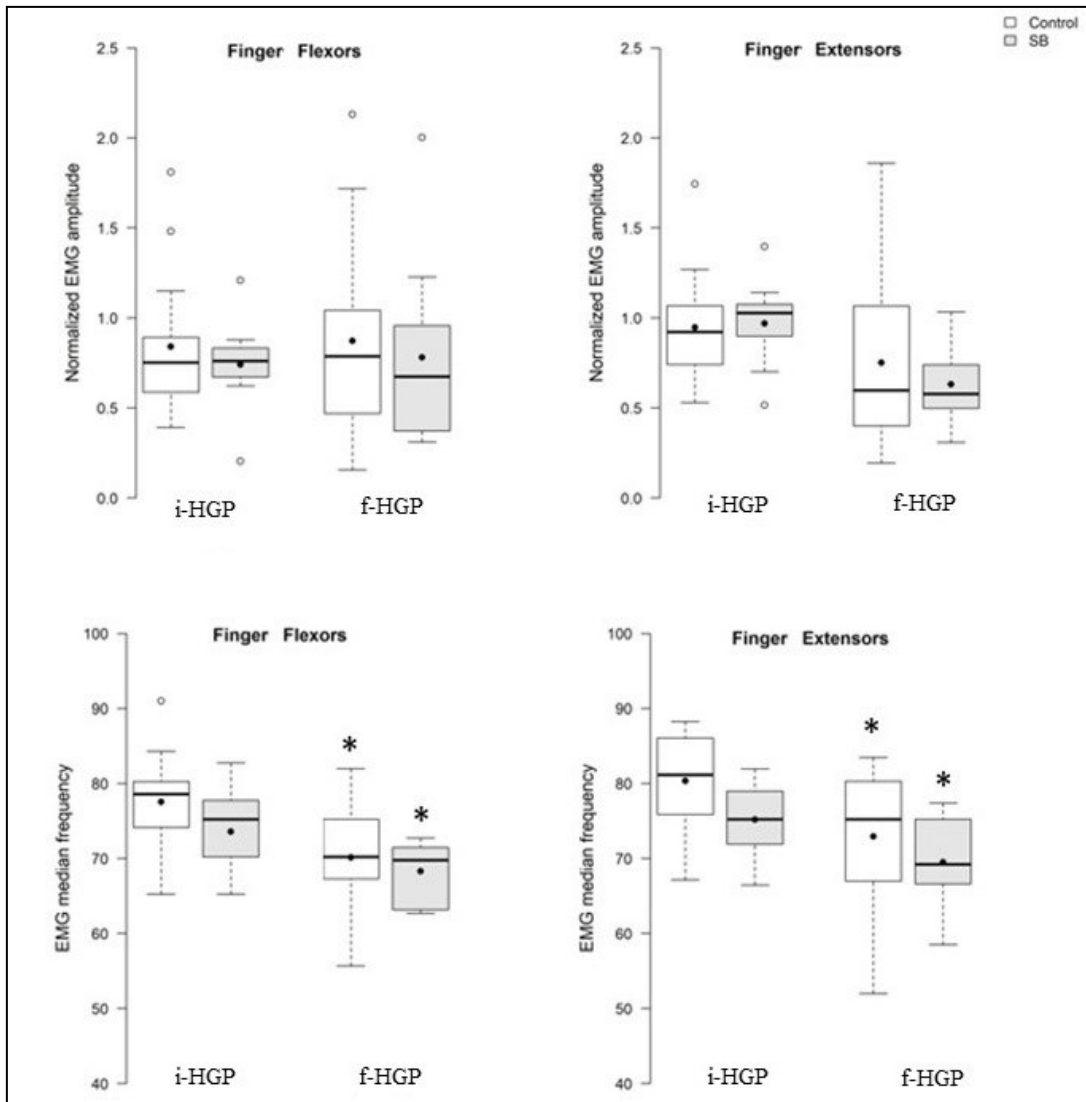 Control
SB
Finger Flexors
Normalized EMG amplitude
2.5
2.0
1.5
1.0
0.5
0.0
i-HGP f-HGP
Finger Extensors
Normalized EMG amplitude
2.5
2.0
1.5
1.0
0.5
0.0
i-HGP f-HGP
Finger Flexors
EMG median frequency
100
90
80
70
60
50
40
* *
i-HGP f-HGP
Finger Extensors
EMG median frequency
100
90
80
70
60
50
40
* *
i-HGP f-HGP